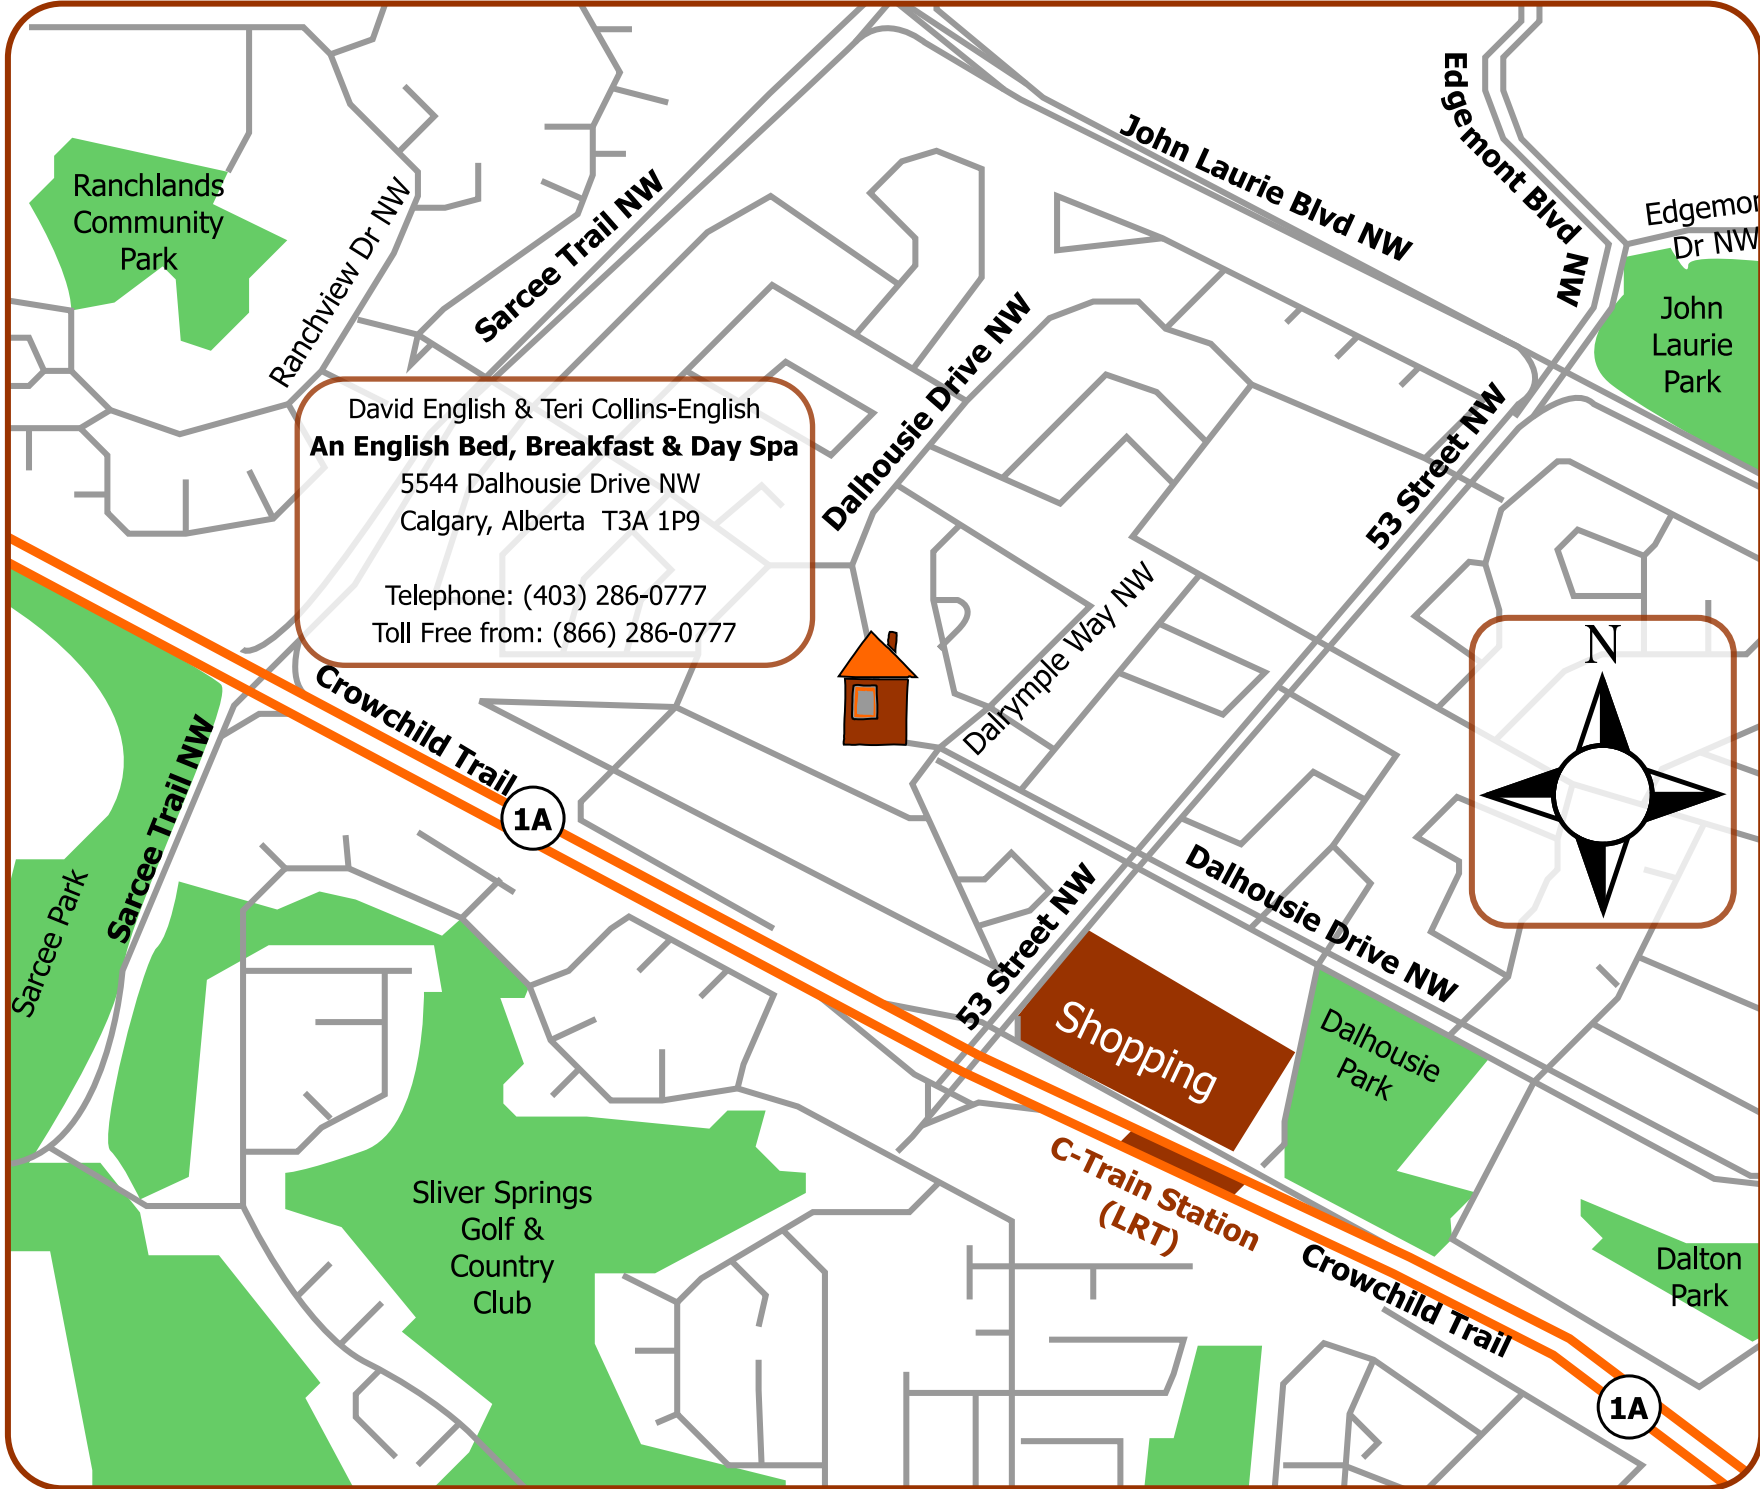 Edgemont Blvd NW
John Laurie Blvd NW
Ranchlands
Community
Park
Ranchview Dr NW
Sarcee Trail NW
Edgemon
Dr NW
John
Laurie
Park
Dalhousie Drive NW
53 Street NW
David English & Teri Collins-English
An English Bed, Breakfast & Day Spa
5544 Dalhousie Drive NW
Calgary, Alberta  T3A 1P9
Telephone: (403) 286-0777
Toll Free from: (866) 286-0777
Dalrymple Way NW
N
Crowchild Trail
1A
Sarcee Trail NW
Sarcee Park
Dalhousie Drive NW
53 Street NW
Shopping
Dalhousie
Park
C-Train Station
(LRT)
Sliver Springs
Golf &
Country
Club
Crowchild Trail
Dalton
Park
1A